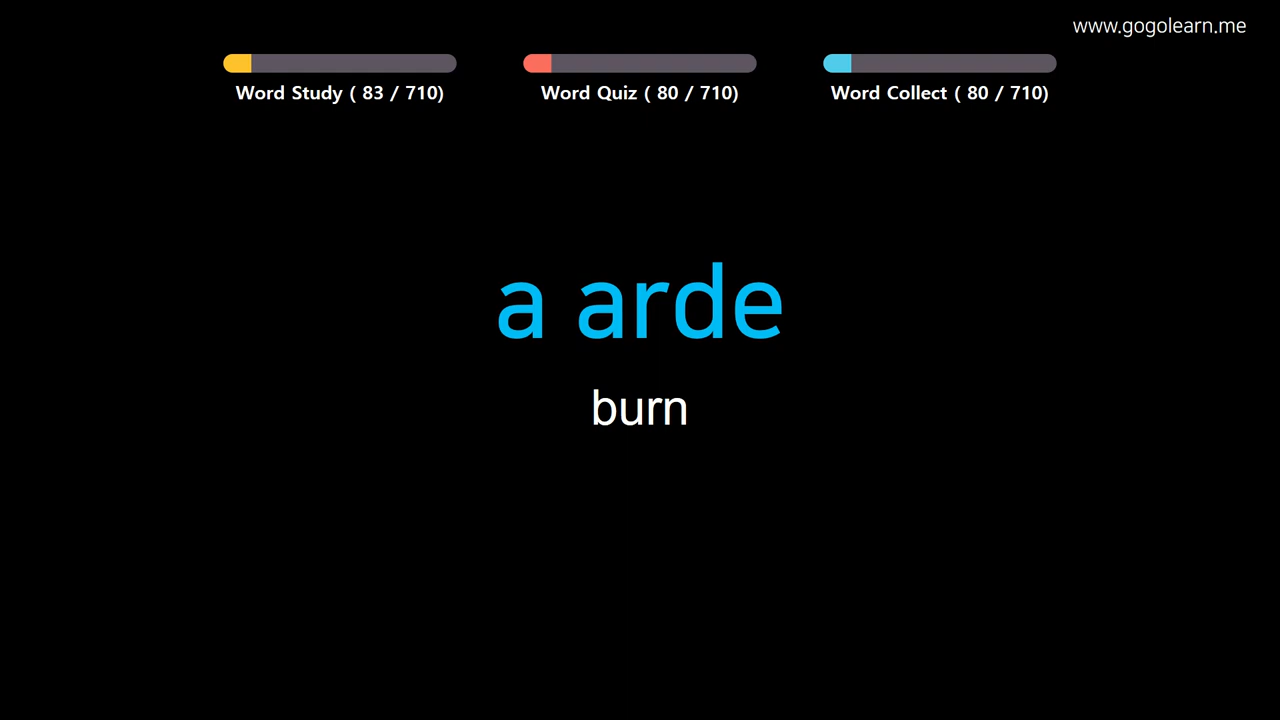 www.gogolearn.me
Word Study ( 83 / 710)
Word Quiz ( 80 / 710)
Word Collect ( 80 / 710)
a arde
burn